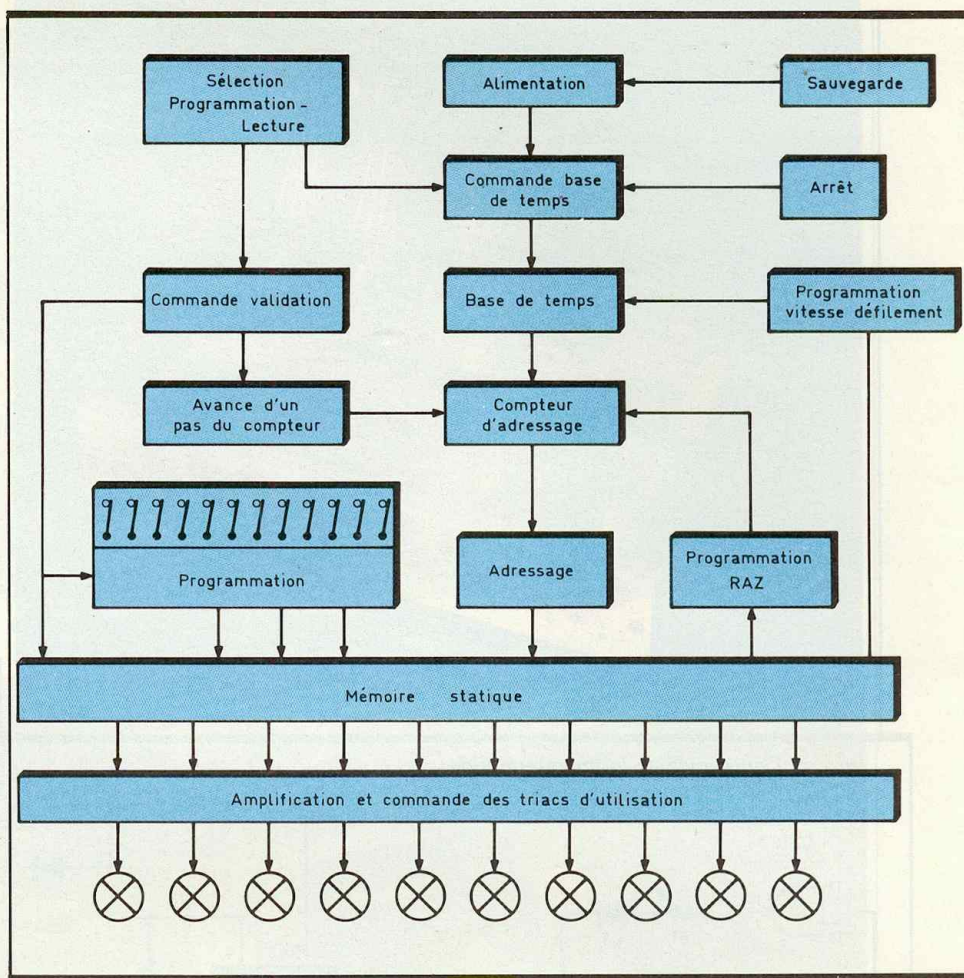 Sélection
Programmation -
Lecture
Alimentation
Sauvegarde
Commande base
de temps
Arrêt
Commande validation
Base de temps
Programmation
vitesse défilement
Avance d'un
pas du compteur
Compteur
d'adressage
Programmation
Adressage
Programmation
RAZ
Mémoire statique
Amplification et commande des triacs d'utilisation